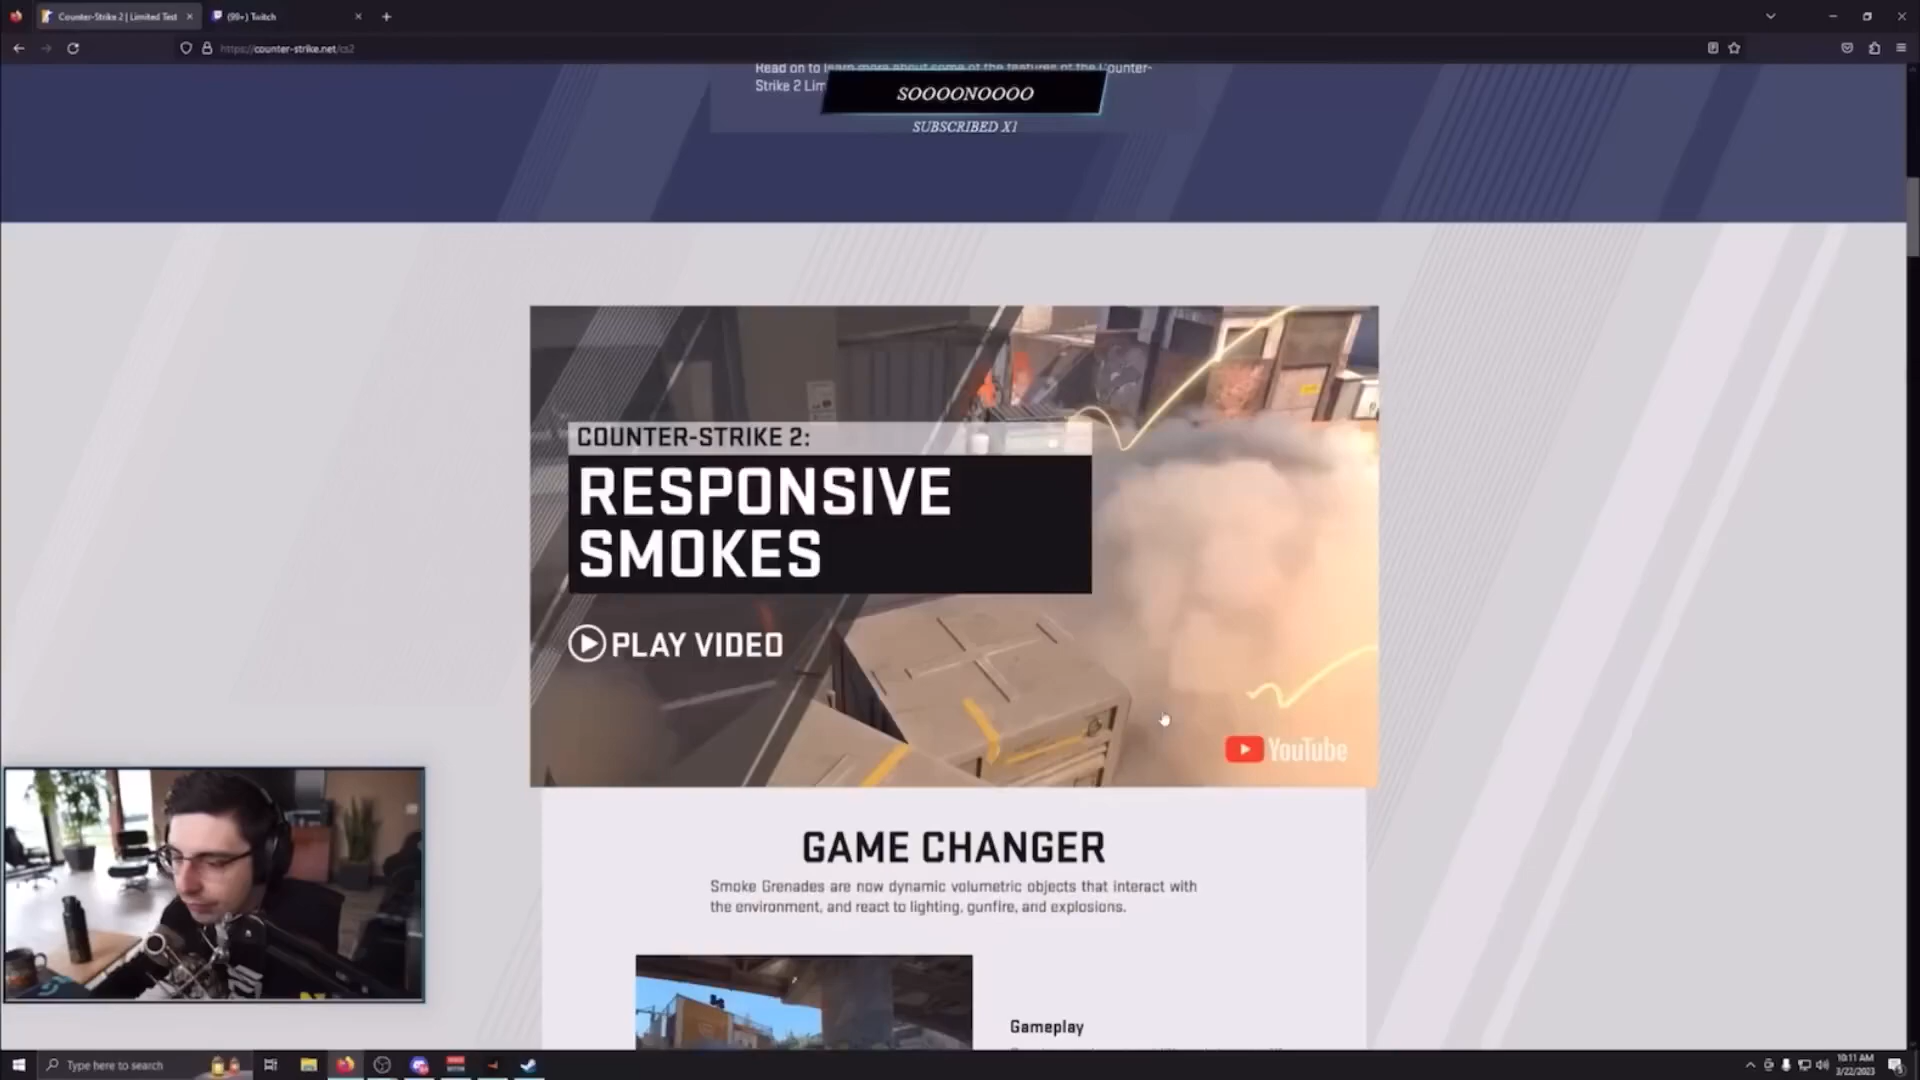 Counter-Strike 2 | Limited Test
(99+) Twitch
https://counter-strike.net/cs2
Read on to learn more about some of the features of the Counter-
Strike 2 Lim
SOOOONOOOO
SUBSCRIBED X1
COUNTER-STRIKE 2:
RESPONSIVE
SMOKES
PLAY VIDEO
YouTube
GAME CHANGER
Smoke Grenades are now dynamic volumetric objects that interact with
the environment, and react to lighting, gunfire, and explosions.
Gameplay
Type here to search
10:11 AM
3/22/2023